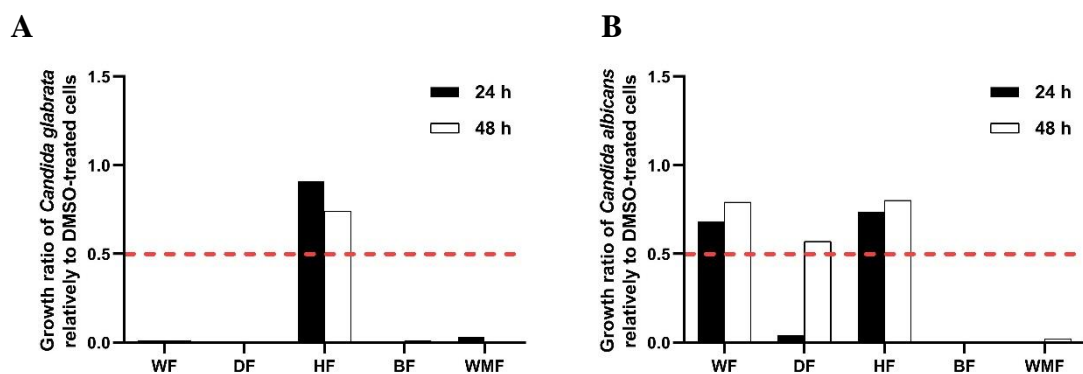 A
Growth ratio of Candida glabrata
relatively to DMSO-treated cells
1.5
1.0
0.5
0.0
24 h
48 h
WF DF HF BF WMF
B
Growth ratio of Candida albicans
relatively to DMSO-treated cells
1.5
1.0
0.5
0.0
24 h
48 h
WF DF HF BF WMF